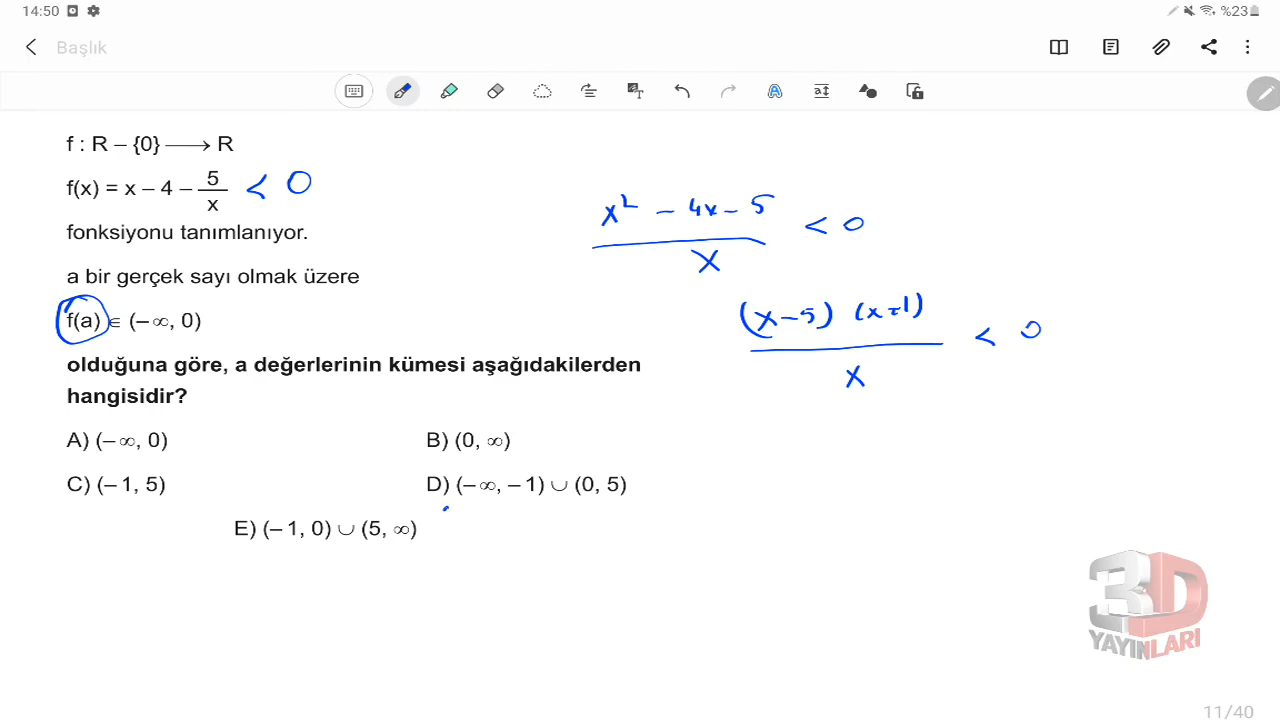 14:50 %23
Başlık
f : R – {0} ⟶ R
f(x) = x – 4 – 5/x < 0
fonksiyonu tanımlanıyor.
a bir gerçek sayı olmak üzere
f(a) ∈ (– ∞, 0)
olduğuna göre, a değerlerinin kümesi aşağıdakilerden
hangisidir?
A) (– ∞, 0)
B) (0, ∞)
C) (– 1, 5)
D) (– ∞, – 1) ∪ (0, 5)
E) (– 1, 0) ∪ (5, ∞)
x² – 4x – 5 / x < 0
(x – 5) (x + 1) / x < 0
3D
YAYINLARI
11/40